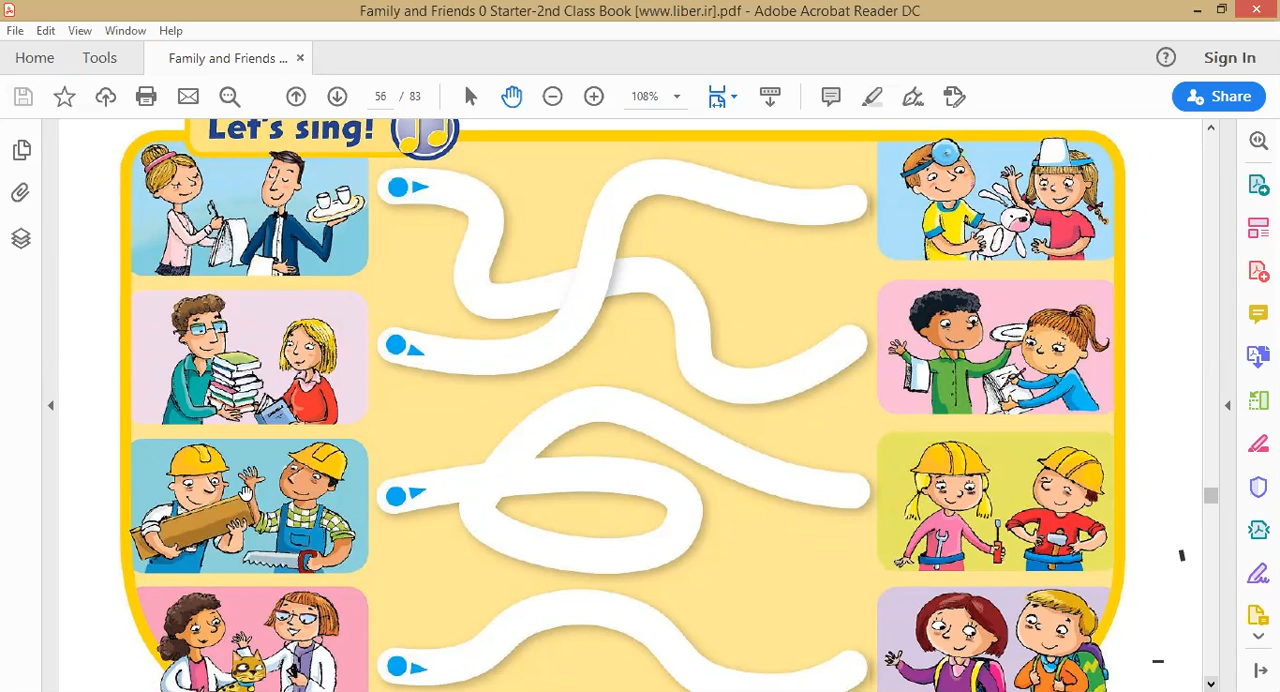 Family and Friends 0 Starter-2nd Class Book [www.liber.ir].pdf - Adobe Acrobat Reader DC
File Edit View Window Help
Home Tools Family and Friends ... ×
? Sign In
56 / 83 108% Share
Let's sing!